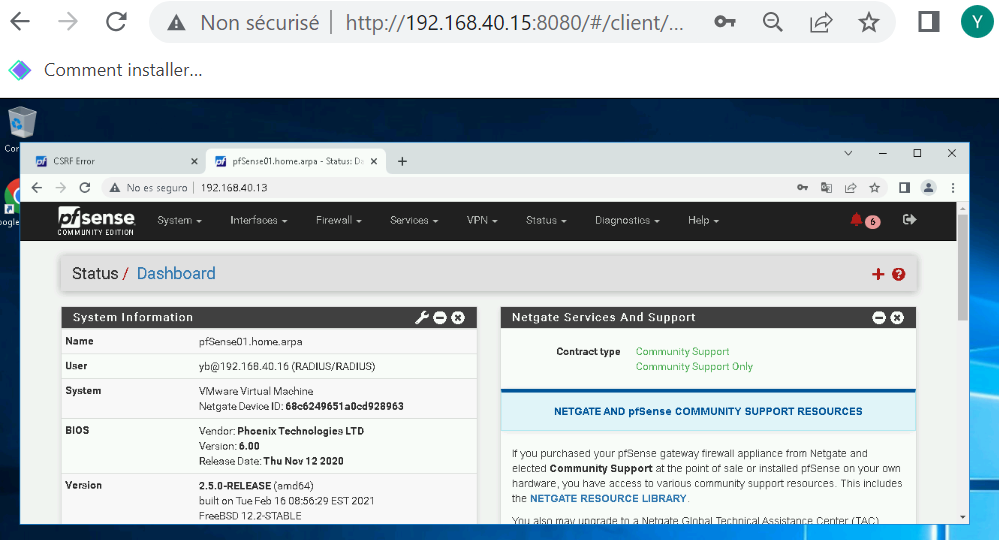 Non sécurisé | http://192.168.40.15:8080/#/client/...
Y
Comment installer...
CSRF Error
pfSense01.home.arpa - Status: Da
No es seguro | 192.168.40.13
pfsense
COMMUNITY EDITION
System
Interfaces
Firewall
Services
VPN
Status
Diagnostics
Help
6
Status / Dashboard
System Information
Name pfSense01.home.arpa
User yb@192.168.40.16 (RADIUS/RADIUS)
System VMware Virtual Machine
Netgate Device ID: 68c6249651a0cd928963
BIOS Vendor: Phoenix Technologies LTD
Version: 6.00
Release Date: Thu Nov 12 2020
Version 2.5.0-RELEASE (amd64)
built on Tue Feb 16 08:56:29 EST 2021
FreeBSD 12.2-STABLE
Netgate Services And Support
Contract type Community Support
Community Support Only
NETGATE AND pfSense COMMUNITY SUPPORT RESOURCES
If you purchased your pfSense gateway firewall appliance from Netgate and
elected Community Support at the point of sale or installed pfSense on your own
hardware, you have access to various community support resources. This includes
the NETGATE RESOURCE LIBRARY.
You also may upgrade to a Netgate Global Technical Assistance Center (TAC)